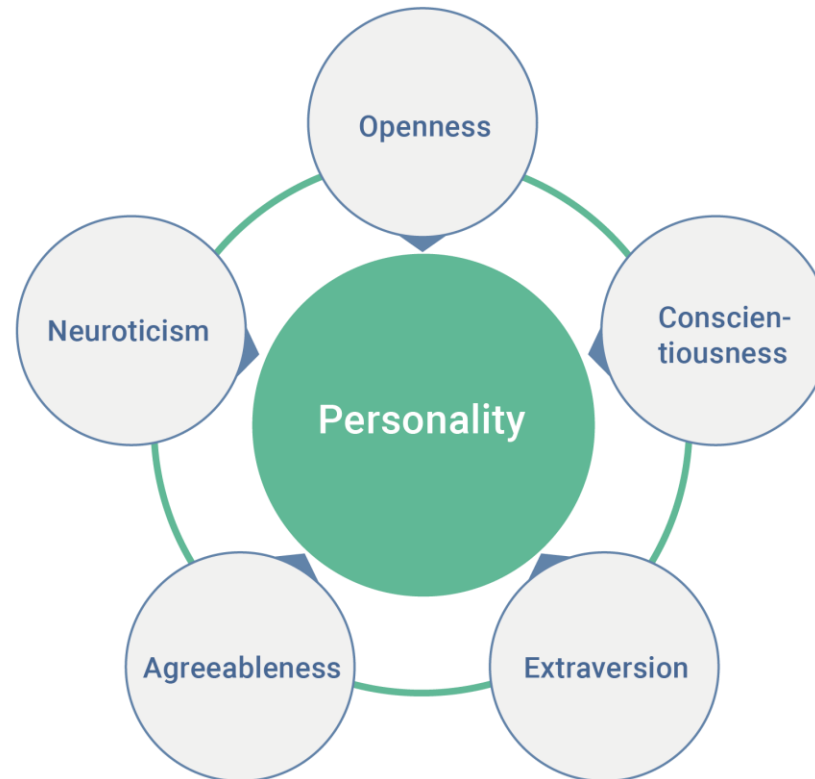 Openness
Neuroticism
Conscien-
tiousness
Personality
Agreeableness
Extraversion